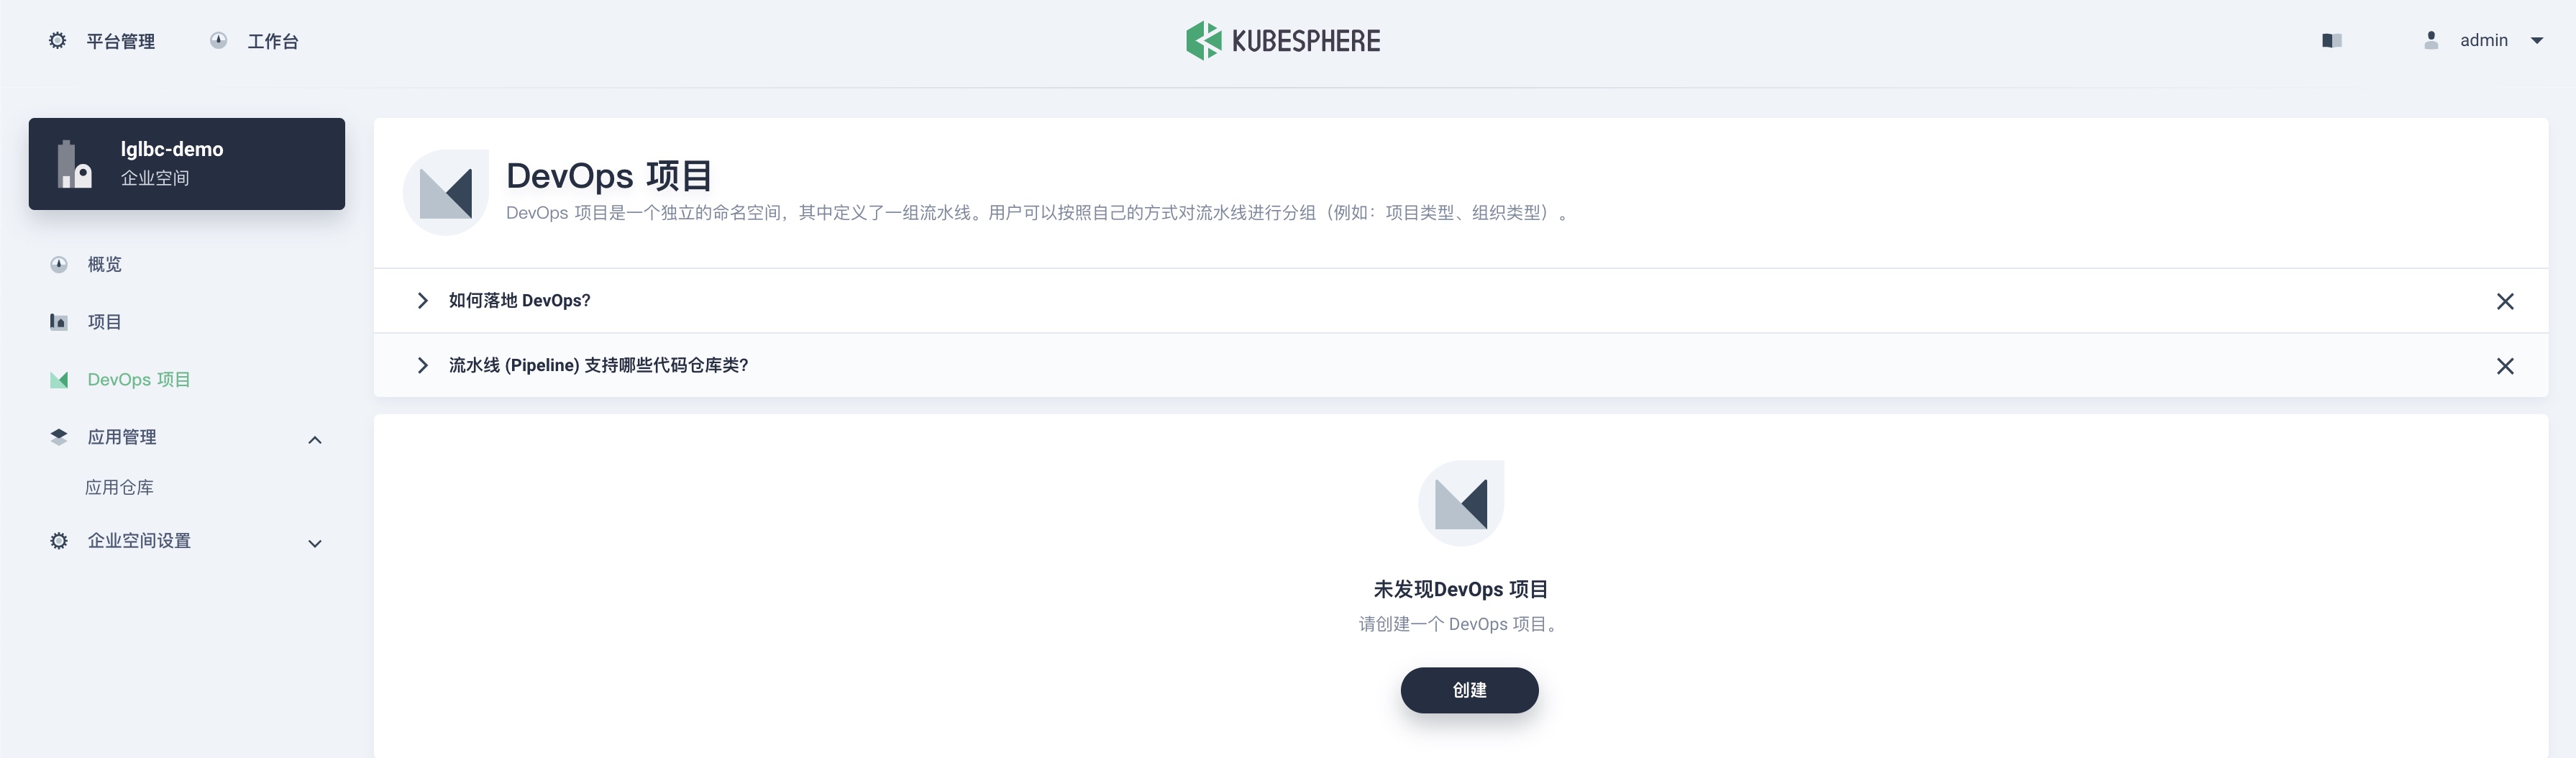 平台管理
工作台
KUBESPHERE
admin
lglbc-demo
企业空间
概览
项目
DevOps 项目
应用管理
应用仓库
企业空间设置
DevOps 项目
DevOps 项目是一个独立的命名空间，其中定义了一组流水线。用户可以按照自己的方式对流水线进行分组（例如：项目类型、组织类型）。
如何落地 DevOps?
流水线 (Pipeline) 支持哪些代码仓库类?
未发现DevOps 项目
请创建一个 DevOps 项目。
创建